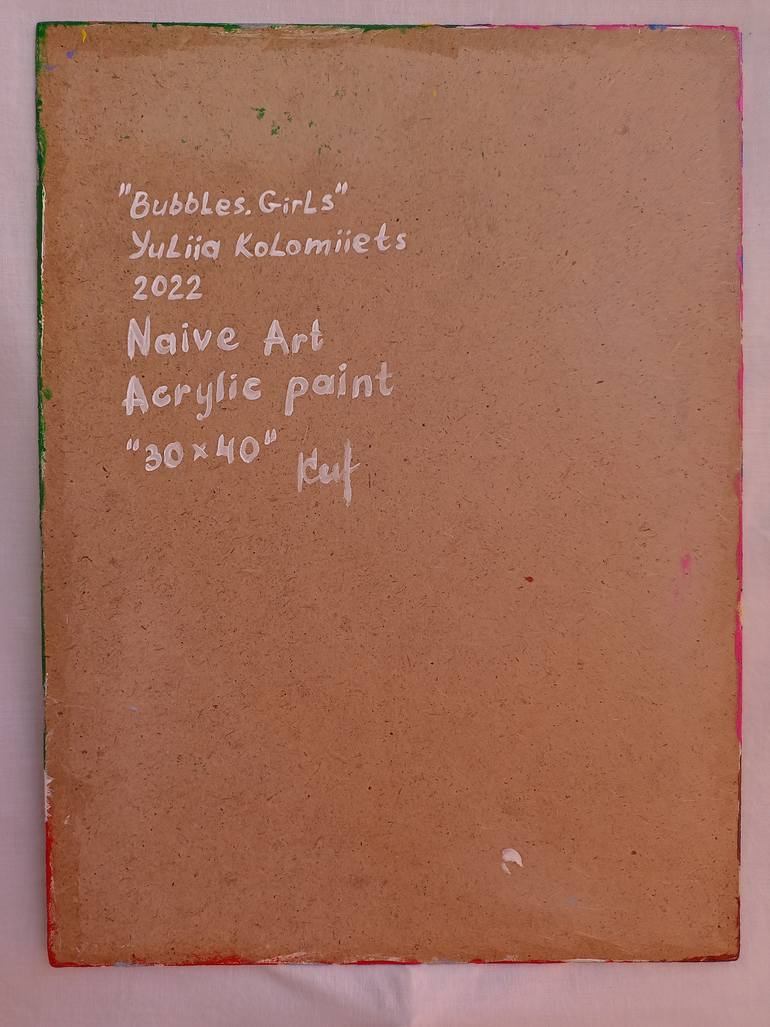 "Bubbles. Girls"
Yuliia Kolomiiets
2022
Naive Art
Acrylic paint
"30×40"